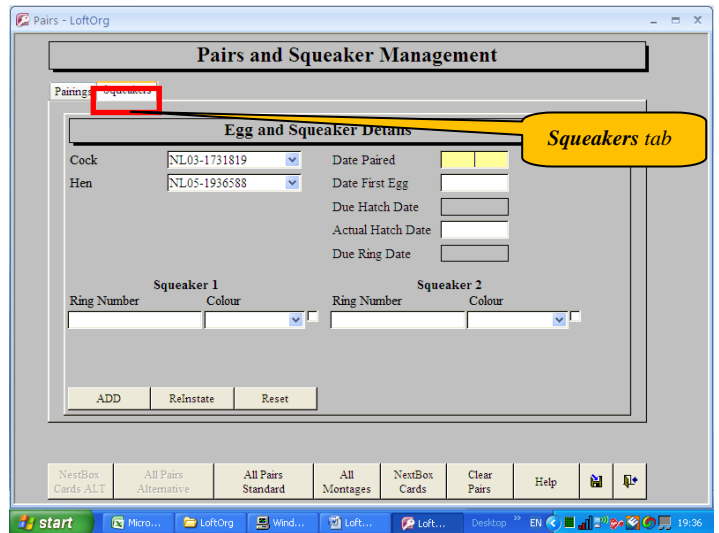 Pairs - LoftOrg
Pairs and Squeaker Management
Pairings Squeakers
Egg and Squeaker Details
Squeakers tab
Cock NL03-1731819 Date Paired
Hen NL05-1936588 Date First Egg
Due Hatch Date
Actual Hatch Date
Due Ring Date
Squeaker 1 Squeaker 2
Ring Number Colour Ring Number Colour
ADD ReInstate Reset
NestBox Cards ALT
All Pairs Alternative
All Pairs Standard
All Montages
NextBox Cards
Clear Pairs
Help
start Micro... LoftOrg Wind... Loft... Loft... Desktop » EN 19:36